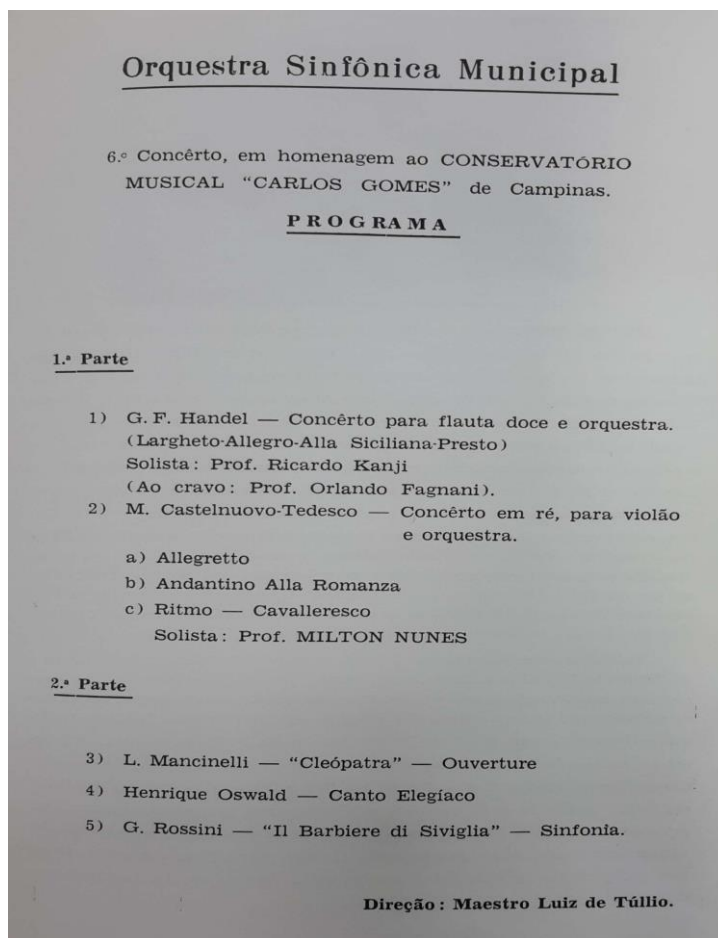 Orquestra Sinfônica Municipal
6.º Concêrto, em homenagem ao CONSERVATÓRIO
MUSICAL "CARLOS GOMES" de Campinas.
PROGRAMA
1.ª Parte
1) G. F. Handel — Concêrto para flauta doce e orquestra.
(Largheto-Allegro-Alla Siciliana-Presto)
Solista: Prof. Ricardo Kanji
(Ao cravo: Prof. Orlando Fagnani).
2) M. Castelnuovo-Tedesco — Concêrto em ré, para violão
e orquestra.
a) Allegretto
b) Andantino Alla Romanza
c) Ritmo — Cavalleresco
Solista: Prof. MILTON NUNES
2.ª Parte
3) L. Mancinelli — "Cleópatra" — Ouverture
4) Henrique Oswald — Canto Elegíaco
5) G. Rossini — "Il Barbiere di Siviglia" — Sinfonia.
Direção: Maestro Luiz de Túllio.